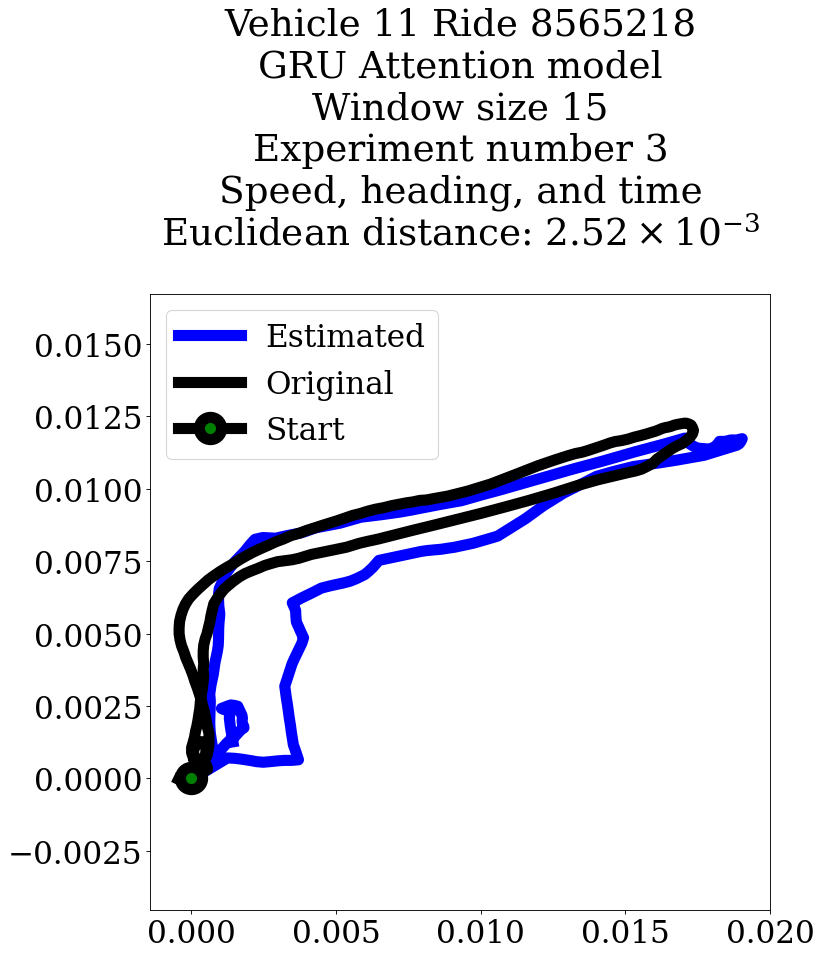 Vehicle 11 Ride 8565218
GRU Attention model
Window size 15
Experiment number 3
Speed, heading, and time
Euclidean distance: 2.52 × 10⁻³
Estimated
Original
Start
0.0150
0.0125
0.0100
0.0075
0.0050
0.0025
0.0000
−0.0025
0.000 0.005 0.010 0.015 0.020